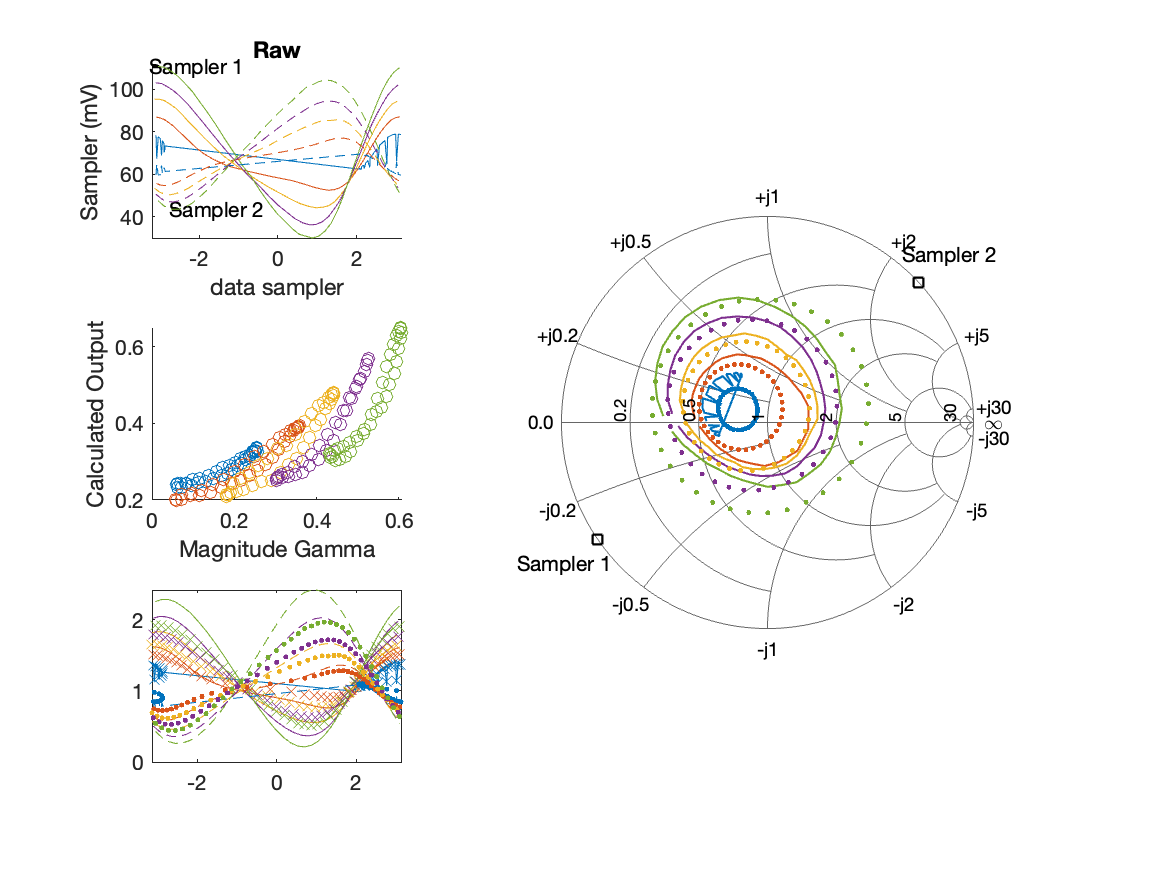 Raw
Sampler 1
100
80
60
40
Sampler (mV)
Sampler 2
-2
0
2
data sampler
Calculated Output
0.6
0.4
0.2
0
0.2
0.4
0.6
Magnitude Gamma
2
1
0
-2
0
2
+j1
+j0.5
+j2
Sampler 2
+j0.2
+j5
0.0
0.2
0.5
1
2
5
30
+j30
∞
-j30
-j0.2
-j5
Sampler 1
-j0.5
-j2
-j1